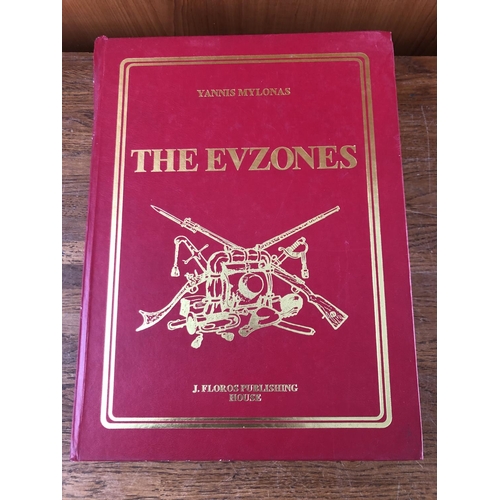 YANNIS MYLONAS
THE EVZONES
J. FLOROS PUBLISHING
HOUSE